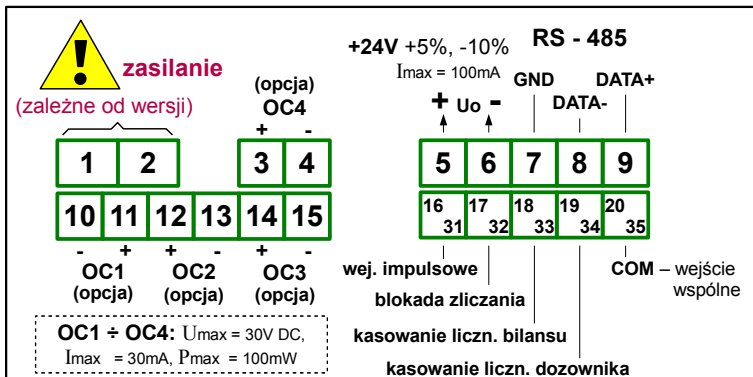 zasilanie
(zależne od wersji)
(opcja)
OC4
+ -
+24V +5%, -10%
Imax = 100mA
+ Uo -
RS - 485
GND
DATA-
DATA+
1 2 3 4
5 6 7 8 9
10 11 12 13 14 15
16 31 17 32 18 33 19 34 20 35
- + + - + -
OC1 OC2 OC3
(opcja) (opcja) (opcja)
OC1 ÷ OC4: Umax = 30V DC,
Imax = 30mA, Pmax = 100mW
wej. impulsowe
blokada zliczania
kasowanie liczn. bilansu
kasowanie liczn. dozownika
COM – wejście
wspólne